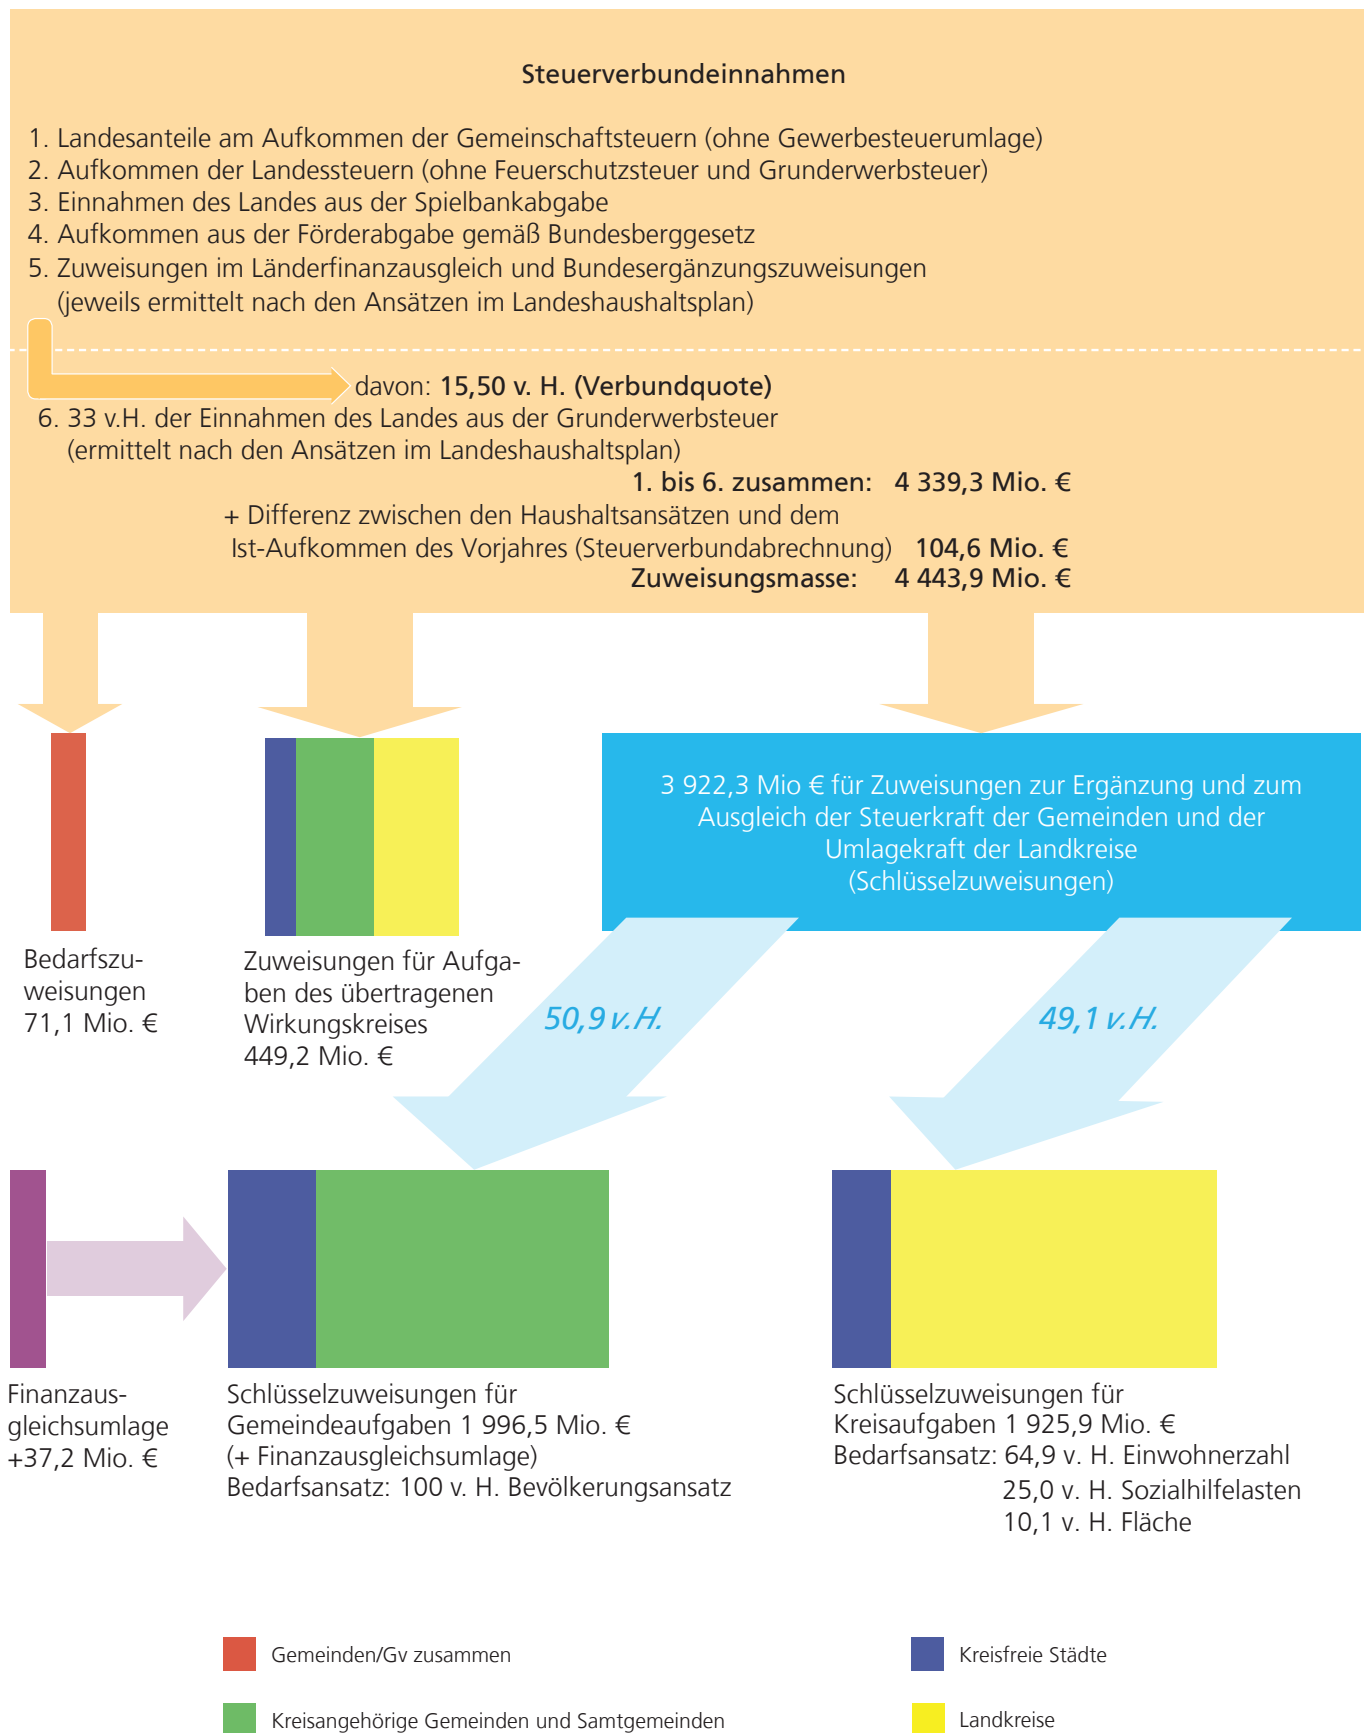 Steuerverbundeinnahmen
1. Landesanteile am Aufkommen der Gemeinschaftsteuern (ohne Gewerbesteuerumlage)
2. Aufkommen der Landessteuern (ohne Feuerschutzsteuer und Grunderwerbsteuer)
3. Einnahmen des Landes aus der Spielbankabgabe
4. Aufkommen aus der Förderabgabe gemäß Bundesberggesetz
5. Zuweisungen im Länderfinanzausgleich und Bundesergänzungszuweisungen
(jeweils ermittelt nach den Ansätzen im Landeshaushaltsplan)
davon: 15,50 v. H. (Verbundquote)
6. 33 v.H. der Einnahmen des Landes aus der Grunderwerbsteuer
(ermittelt nach den Ansätzen im Landeshaushaltsplan)
1. bis 6. zusammen: 4 339,3 Mio. €
+ Differenz zwischen den Haushaltsansätzen und dem
Ist-Aufkommen des Vorjahres (Steuerverbundabrechnung) 104,6 Mio. €
Zuweisungsmasse: 4 443,9 Mio. €
3 922,3 Mio € für Zuweisungen zur Ergänzung und zum
Ausgleich der Steuerkraft der Gemeinden und der
Umlagekraft der Landkreise
(Schlüsselzuweisungen)
Bedarfszu-
weisungen
71,1 Mio. €
Zuweisungen für Aufga-
ben des übertragenen
Wirkungskreises
449,2 Mio. €
50,9 v.H.
49,1 v.H.
Finanzaus-
gleichsumlage
+37,2 Mio. €
Schlüsselzuweisungen für
Gemeindeaufgaben 1 996,5 Mio. €
(+ Finanzausgleichsumlage)
Bedarfsansatz: 100 v. H. Bevölkerungsansatz
Schlüsselzuweisungen für
Kreisaufgaben 1 925,9 Mio. €
Bedarfsansatz: 64,9 v. H. Einwohnerzahl
25,0 v. H. Sozialhilfelasten
10,1 v. H. Fläche
Gemeinden/Gv zusammen
Kreisfreie Städte
Kreisangehörige Gemeinden und Samtgemeinden
Landkreise